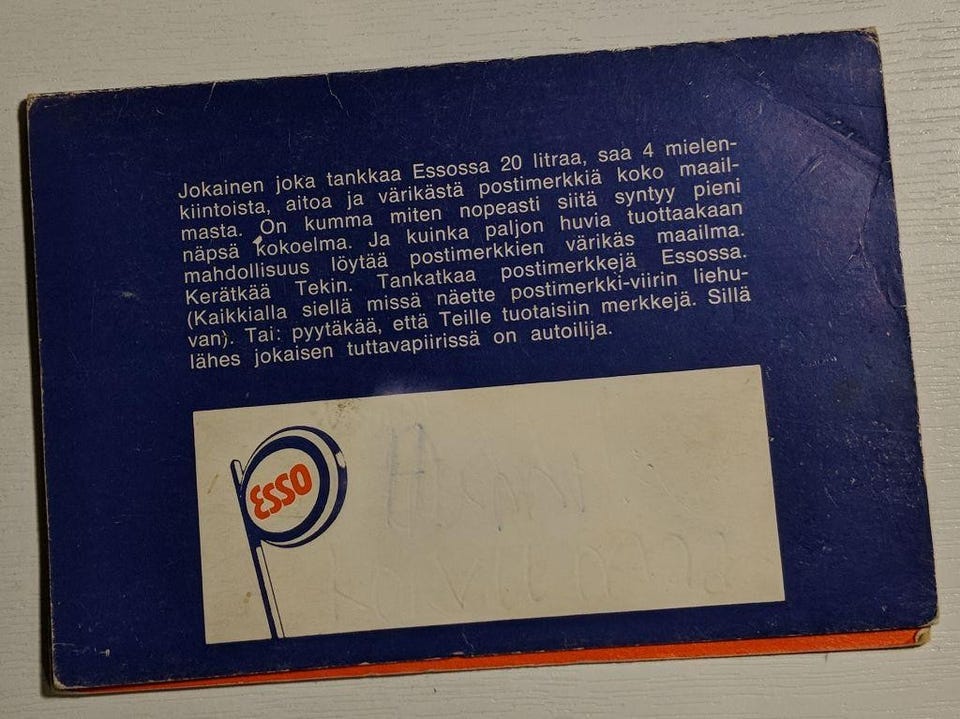 Jokainen joka tankkaa Essossa 20 litraa, saa 4 mielen-
kiintoista, aitoa ja värikästä postimerkkiä koko maail-
masta. On kumma miten nopeasti siitä syntyy pieni
näpsä kokoelma. Ja kuinka paljon huvia tuottaakaan
mahdollisuus löytää postimerkkien värikäs maailma.
Kerätkää Tekin. Tankatkaa postimerkkejä Essossa.
(Kaikkialla siellä missä näette postimerkki-viirin liehu-
van). Tai: pyytäkää, että Teille tuotaisiin merkkejä. Sillä
lähes jokaisen tuttavapiirissä on autoilija.
ESSO